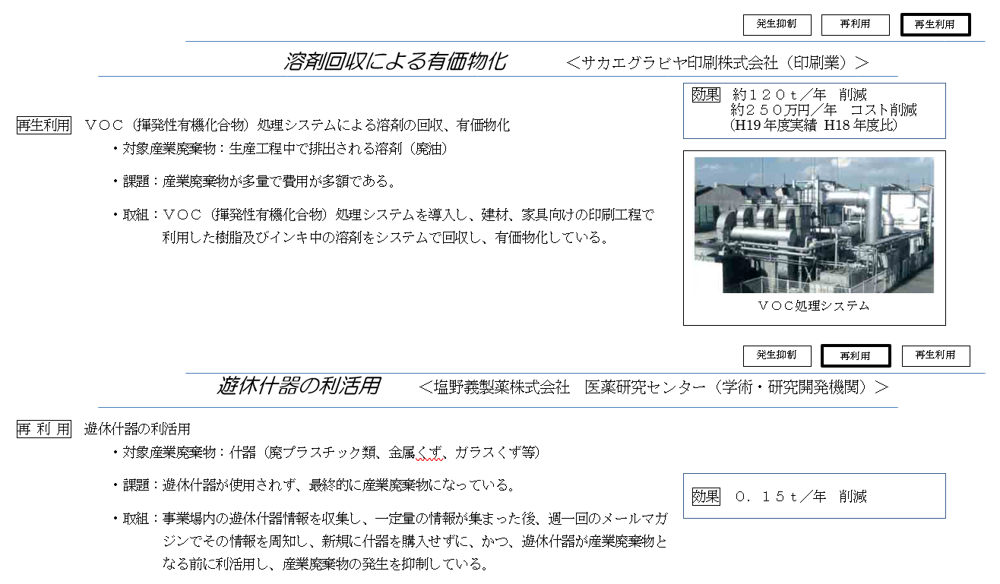 発生抑制 再利用 再生利用
溶剤回収による有価物化 ＜サカエグラビヤ印刷株式会社（印刷業）＞
効果 約１２０ｔ／年 削減
約２５０万円／年 コスト削減
（H19年度実績 H18年度比）
再生利用 ＶＯＣ（揮発性有機化合物）処理システムによる溶剤の回収、有価物化
・対象産業廃棄物：生産工程中で排出される溶剤（廃油）
・課題：産業廃棄物が多量で費用が多額である。
・取組：ＶＯＣ（揮発性有機化合物）処理システムを導入し、建材、家具向けの印刷工程で
利用した樹脂及びインキ中の溶剤をシステムで回収し、有価物化している。
ＶＯＣ処理システム
発生抑制 再利用 再生利用
遊休什器の利活用 ＜塩野義製薬株式会社 医薬研究センター（学術・研究開発機関）＞
再利用 遊休什器の利活用
・対象産業廃棄物：什器（廃プラスチック類、金属くず、ガラスくず等）
・課題：遊休什器が使用されず、最終的に産業廃棄物になっている。
効果 ０．１５ｔ／年 削減
・取組：事業場内の遊休什器情報を収集し、一定量の情報が集まった後、週一回のメールマガ
ジンでその情報を周知し、新規に什器を購入せずに、かつ、遊休什器が産業廃棄物と
なる前に利活用し、産業廃棄物の発生を抑制している。